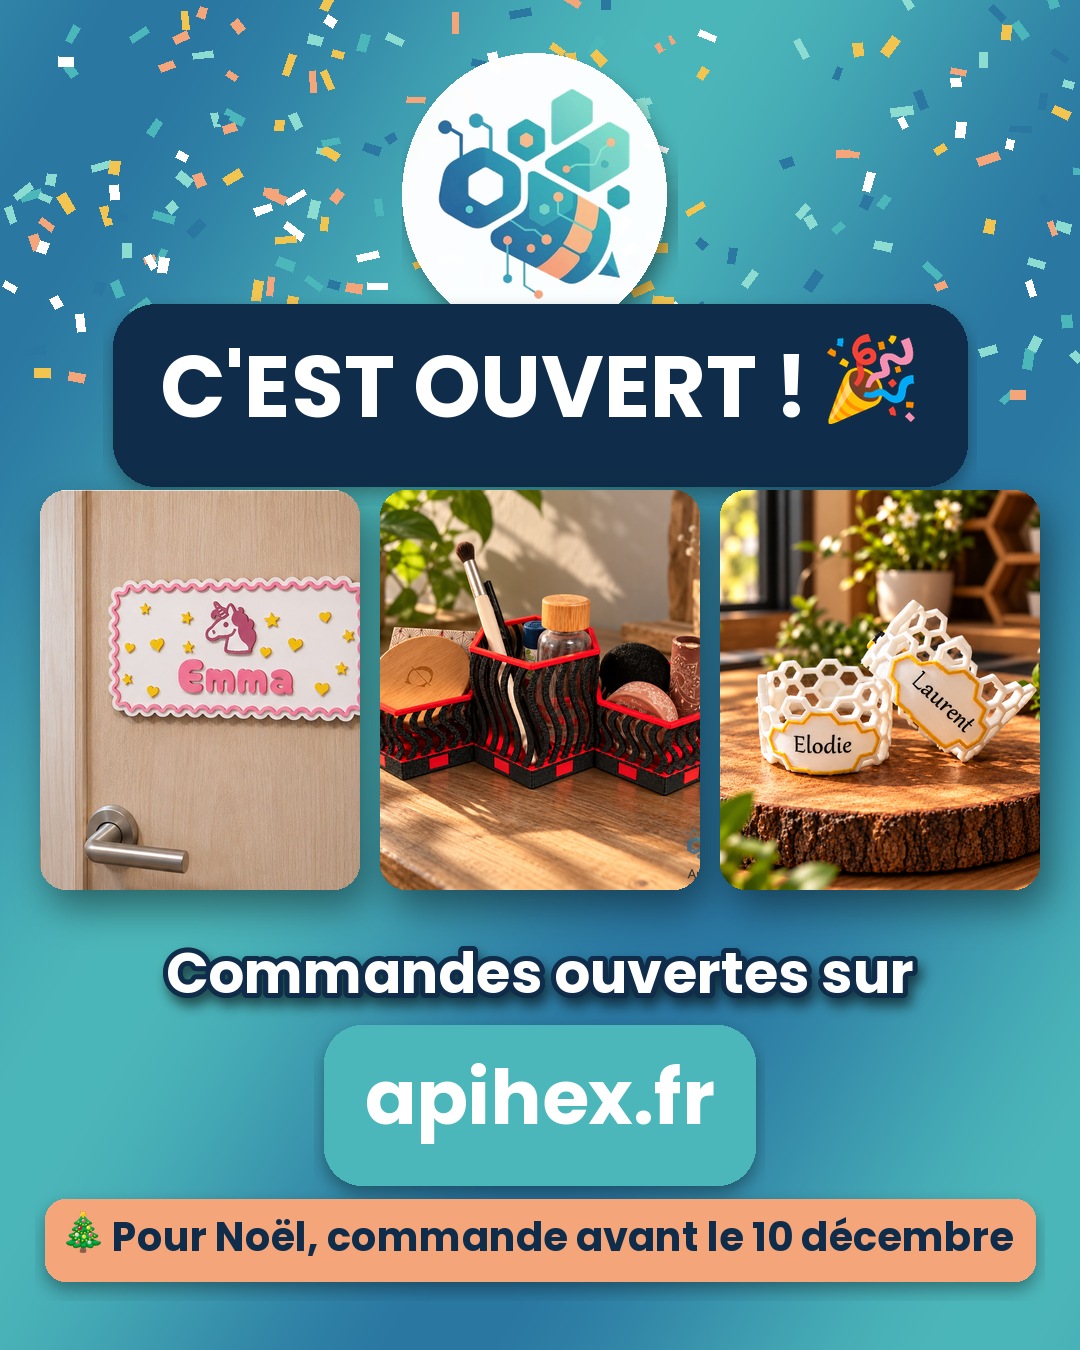 C'EST OUVERT ! 🎉
Emma
Elodie
Laurent
Commandes ouvertes sur
apihex.fr
🎄 Pour Noël, commande avant le 10 décembre